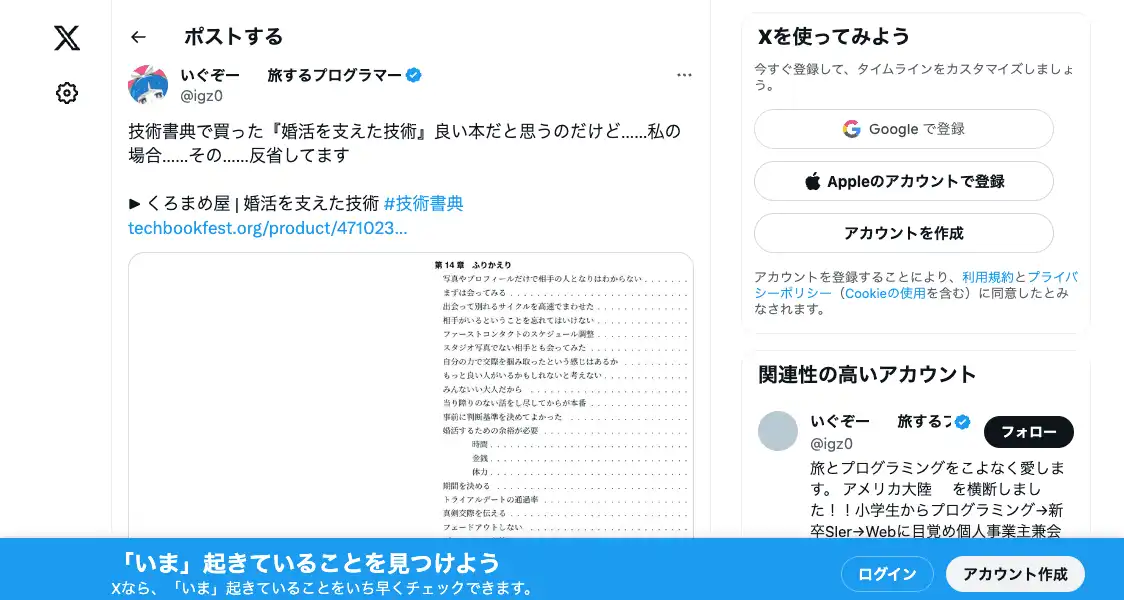 ポストする
いぐぞー 旅するプログラマー
@igz0
技術書典で買った『婚活を支えた技術』良い本だと思うのだけど……私の
場合……その……反省してます
▶ くろまめ屋 | 婚活を支えた技術 #技術書典
techbookfest.org/product/471023…
第 14 章 ふりかえり
写真やプロフィールだけで相手の人となりはわからない
まずは会ってみる
出会って別れるサイクルを高速でまわせた
相手がいるということを忘れてはいけない
ファーストコンタクトのスケジュール調整
スタジオ写真でない相手とも会ってみた
自分の力で交際を掴み取ったという感じはあるか
もっと良い人がいるかもしれないと考えない
みんないい大人だから
当り障りのない話をし尽してからが本番
事前に判断基準を決めてよかった
婚活するための余裕が必要
時間
金銭
体力
期間を決める
トライアルデートの通過率
真剣交際を伝える
フェードアウトしない
Xを使ってみよう
今すぐ登録して、タイムラインをカスタマイズしましょ
う。
Google で登録
Appleのアカウントで登録
アカウントを作成
アカウントを登録することにより、利用規約とプライバ
シーポリシー（Cookieの使用を含む）に同意したとみ
なされます。
関連性の高いアカウント
いぐぞー 旅するプ
@igz0
フォロー
旅とプログラミングをこよなく愛しま
す。 アメリカ大陸 を横断しまし
た！！小学生からプログラミング→新
卒SIer→Webに目覚め個人事業主兼会
「いま」起きていることを見つけよう
Xなら、「いま」起きていることをいち早くチェックできます。
ログイン
アカウント作成